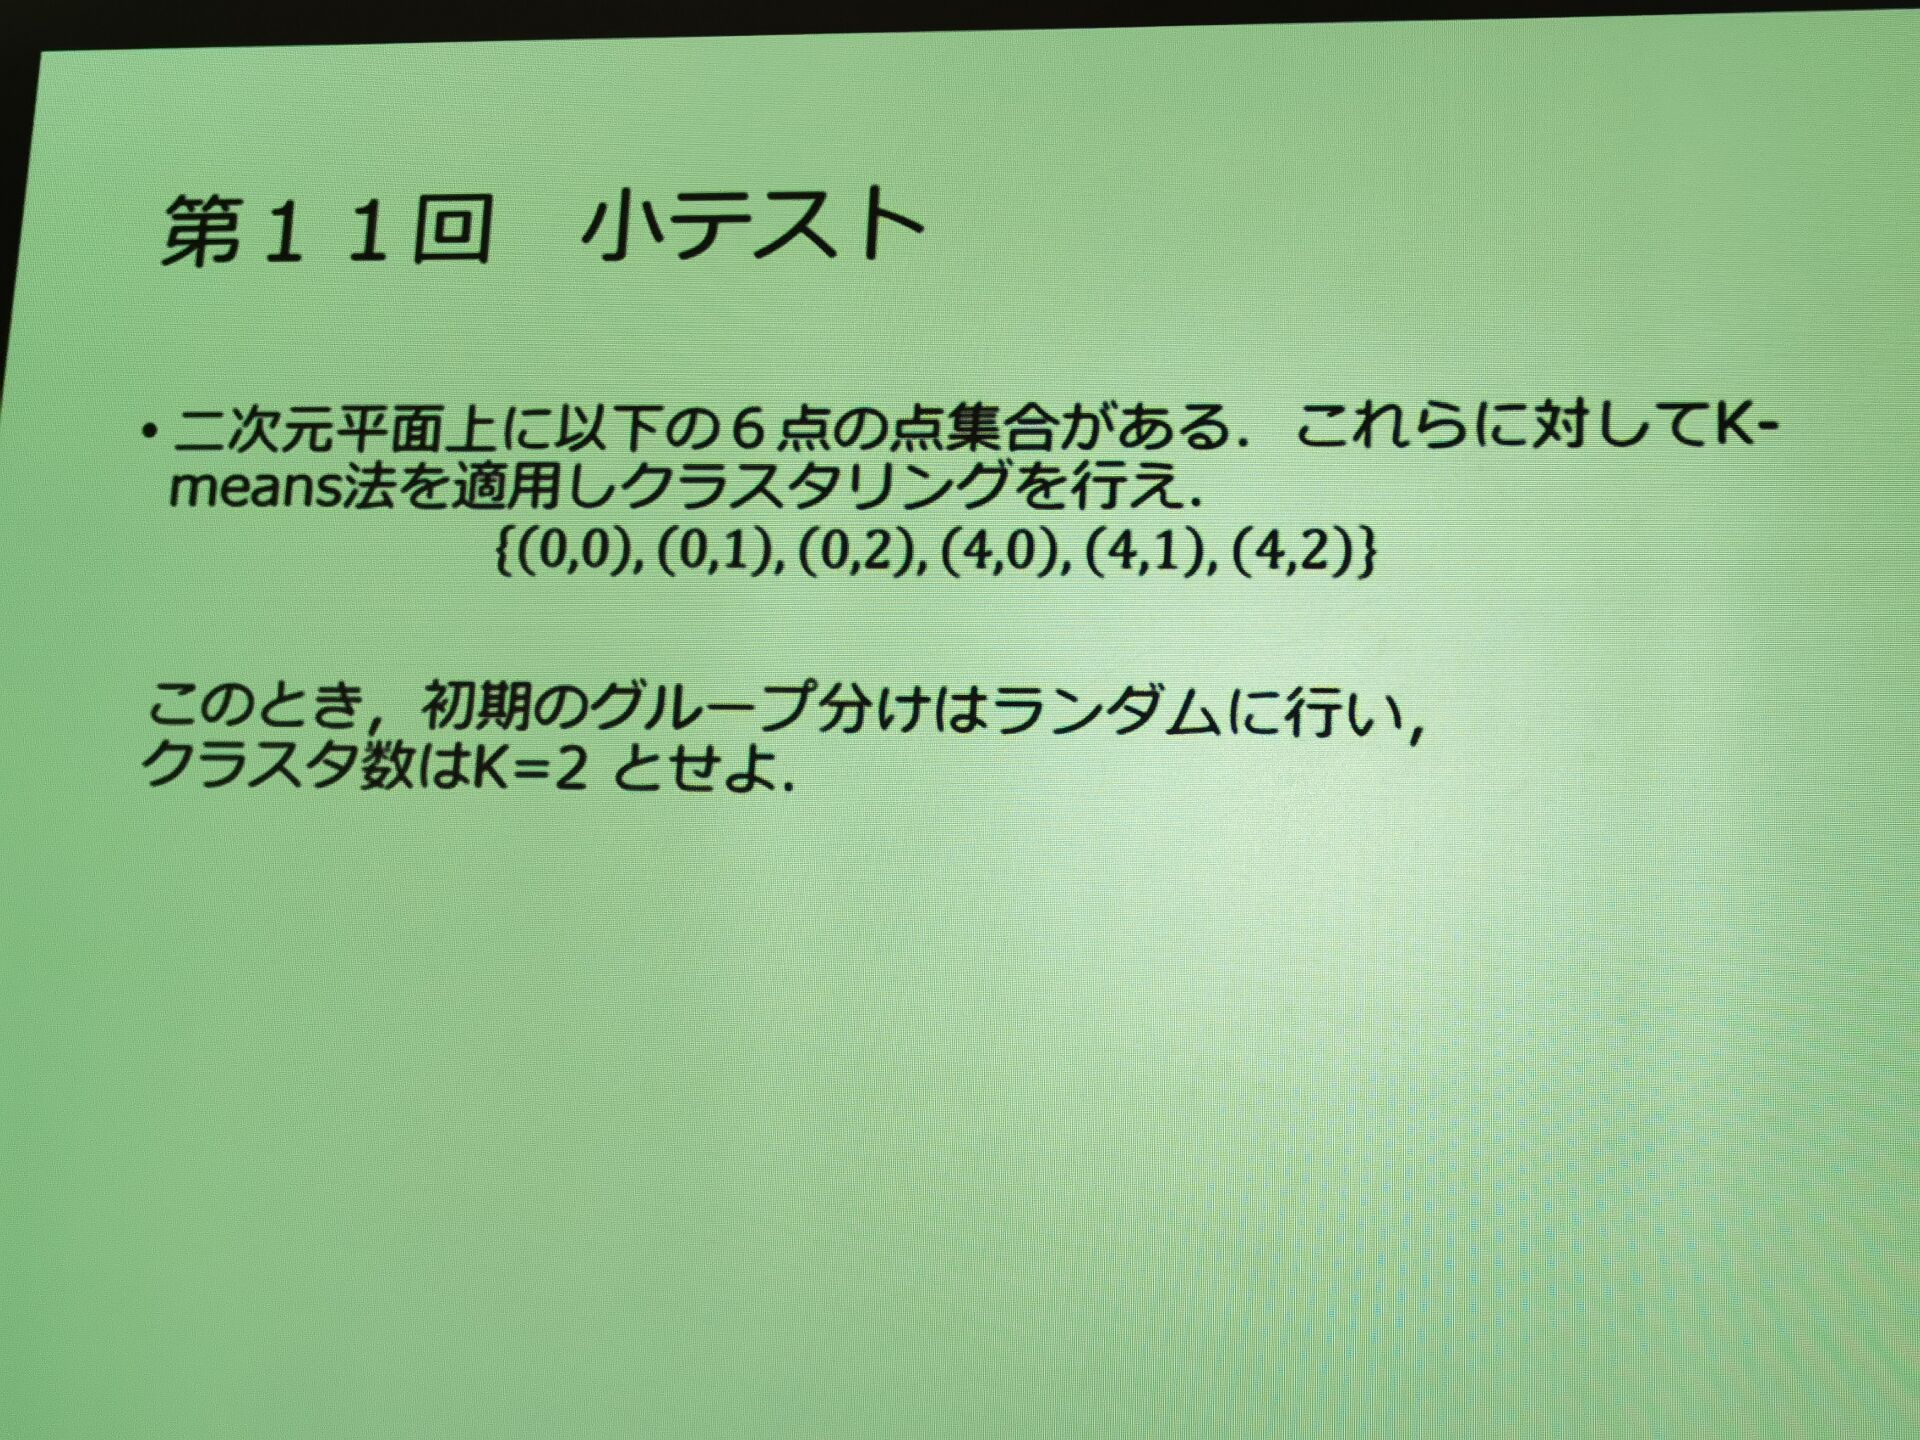 第１１回　小テスト
• 二次元平面上に以下の６点の点集合がある．これらに対してK-
means法を適用しクラスタリングを行え．
{(0,0), (0,1), (0,2), (4,0), (4,1), (4,2)}
このとき，初期のグループ分けはランダムに行い，
クラスタ数はK=2 とせよ．